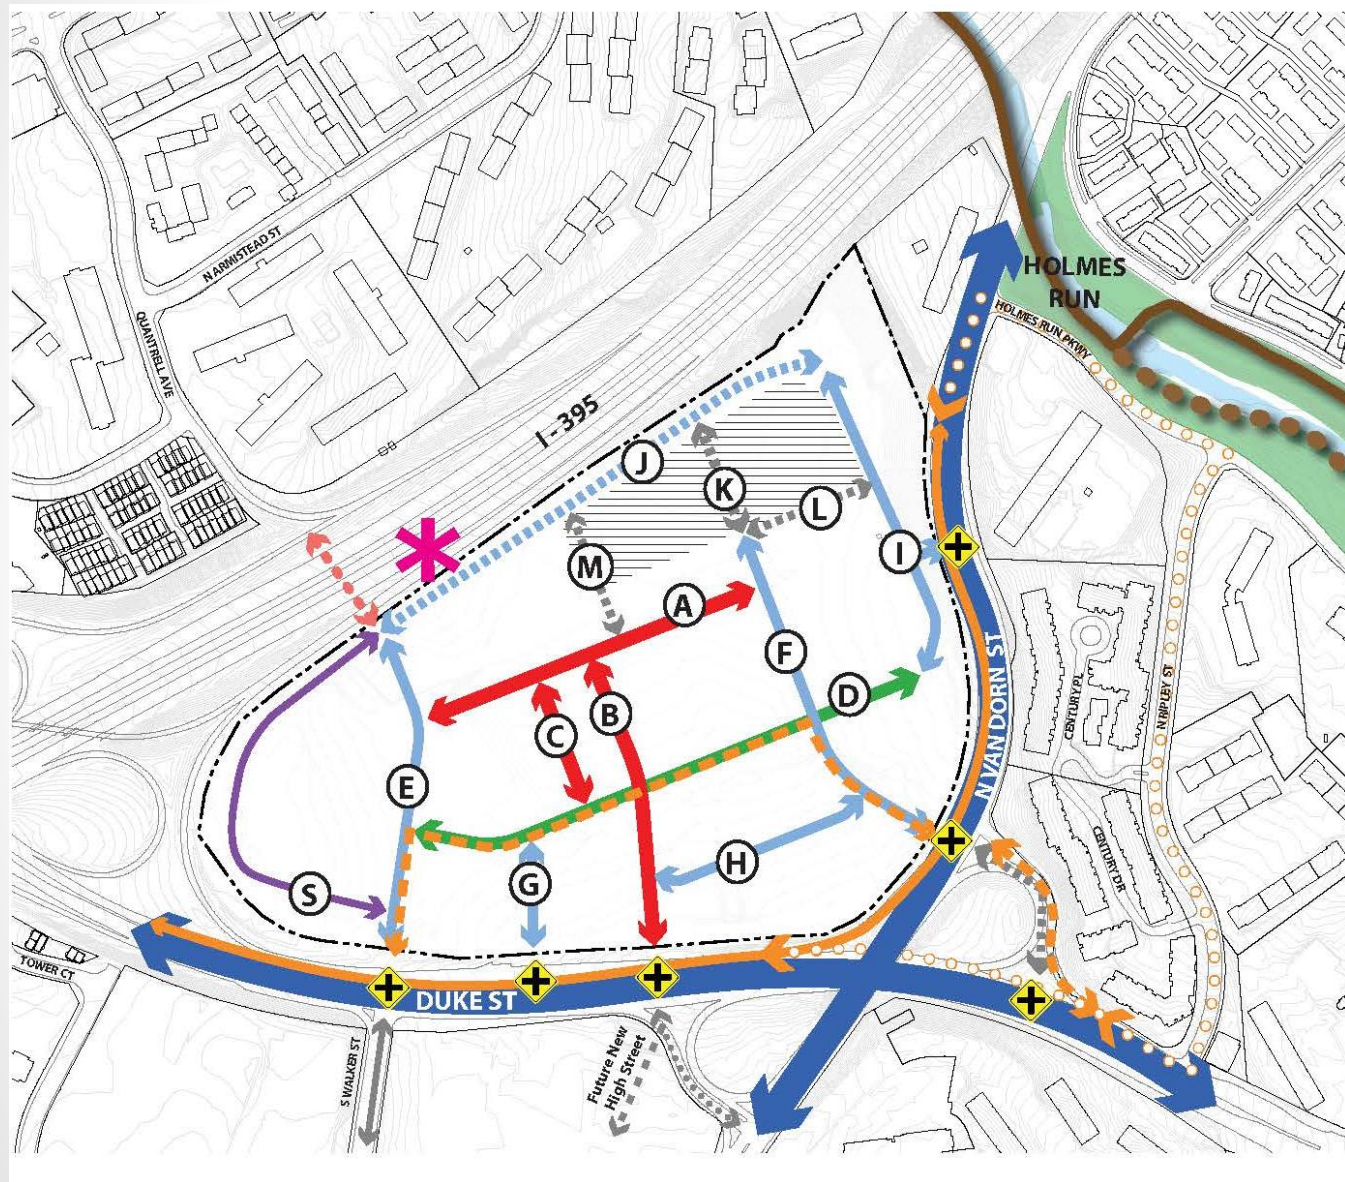 HOLMES
RUN
N ARMISTEAD ST
QUANTRELL AVE
HOLMES RUN PKWY
I-395
J
K
L
M
I
A
F
B
D
C
E
N VAN DORN ST
CENTURY PL
N RIPLEY ST
H
G
S
CENTURY DR
TOWER CT
DUKE ST
S WALKER ST
Future New
High Street